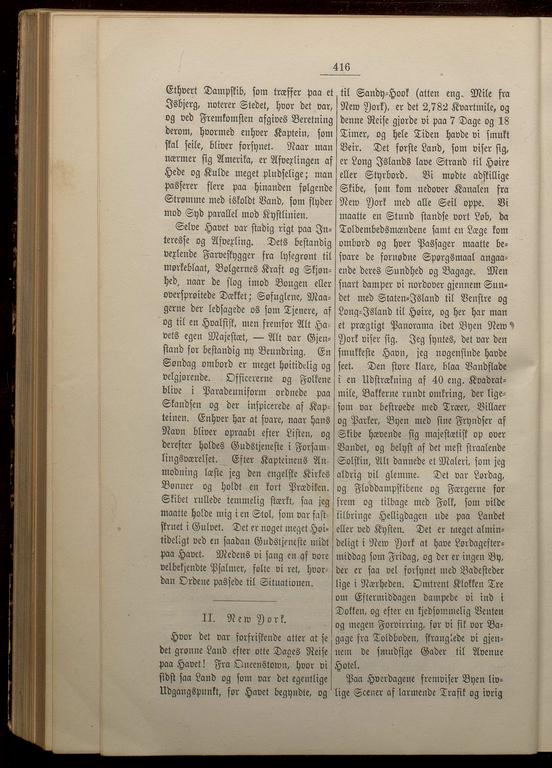 416
Ethvert Dampskib, som træffer paa et
Isbjerg, noterer Stedet, hvor det var,
og ved Fremkomsten afgives Beretning
derom, hvormed enhver Kaptein, som
skal seile, bliver forsynet. Naar man
nærmer sig Amerika, er Afvexlingen af
Hede og Kulde meget pludselige; man
passerer flere paa hinanden følgende
Strømme med iskoldt Vand, som flyder
mod Syd parallel mod Kystlinien.
Selve Havet var stadig rigt paa In-
teresse og Afvexling. Dets bestandig
vexlende Farveskygger fra lysegrønt til
mørkeblaat, Bølgernes Kraft og Skjøn-
hed, naar de slog imod Bougen eller
oversprøitede Dækket; Søfuglene, Maa-
gerne der ledsagede os som Tjenere, af
og til en Hvalfisk, men fremfor Alt Ha-
vets egen Majestæt, — Alt var Gjen-
stand for bestandig ny Beundring. En
Søndag ombord er meget høitidelig og
velgjørende. Officererne og Folkene
blive i Paradeuniform ordnede paa
Skandsen og der inspicerede af Kap-
teinen. Enhver har at svare, naar hans
Navn bliver opraabt efter Listen, og
derefter holdes Gudstjeneste i Forsam-
lingsværelset. Efter Kapteinens An-
modning læste jeg den engelske Kirkes
Bønner og holdt en kort Prædiken.
Skibet rullede temmelig stærkt, saa jeg
maatte holde mig i en Stol, som var fast-
skruet i Gulvet. Det er noget meget Høi-
tideligt ved en saadan Gudstjeneste midt
paa Havet. Medens vi sang en af vore
velbekjendte Psalmer, følte vi ret, hvor-
dan Ordene passede til Situationen.
II. New York.
Hvor det var forfriskende atter at se
det grønne Land efter otte Dages Reise
paa Havet! Fra Queenstown, hvor vi
sidst saa Land og som var det egentlige
Udgangspunkt, før Havet begyndte, og
til Sandy-Hook (atten eng. Mile fra
New York), er det 2,782 Kvartmile, og
denne Reise gjorde vi paa 7 Dage og 18
Timer, og hele Tiden havde vi smukt
Veir. Det første Land, som viser sig,
er Long Islands lave Strand til Høire
eller Styrbord. Vi mødte adskillige
Skibe, som kom nedover Kanalen fra
New York med alle Seil oppe. Vi
maatte en Stund standse vort Løb, da
Toldembedsmændene samt en Læge kom
ombord og hver Passager maatte be-
svare de fornødne Spørgsmaal angaa-
ende deres Sundhed og Bagage. Men
snart damper vi nordover gjennem Sun-
det med Staten-Island til Venstre og
Long-Island til Høire, og her har man
et prægtigt Panorama idet Byen New
York viser sig. Jeg syntes, det var den
smukkeste Havn, jeg nogensinde havde
seet. Den store klare, blaa Vandflade
i en Udstrækning af 40 eng. Kvadrat-
mile, Bakkerne rundt omkring, der lige-
som var bestrøede med Træer, Villaer
og Parker, Byen med sine Fryndser af
Skibe hævende sig majestætisk op over
Vandet, og belyst af det mest straalende
Solskin, Alt dannede et Maleri, som jeg
aldrig vil glemme. Det var Lørdag,
og Floddampskibene og Færgerne for
frem og tilbage med Folk, som vilde
tilbringe Helligdagen ude paa Landet
eller ved Kysten. Det er meget almin-
deligt i New York at have Lørdagefter-
middag som Fridag, og der er ingen By,
der er saa vel forsynet med Badesteder
lige i Nærheden. Omtrent Klokken Tre
om Eftermiddagen dampede vi ind i
Dokken, og efter en kjedsommelig Venten
og megen Forvirring, før vi fik vor Ba-
gage fra Toldboden, skranglede vi gjen-
nem de smudsige Gader til Avenue
Hotel.
Paa Hverdagene fremviser Byen liv-
lige Scener af larmende Trafik og ivrig